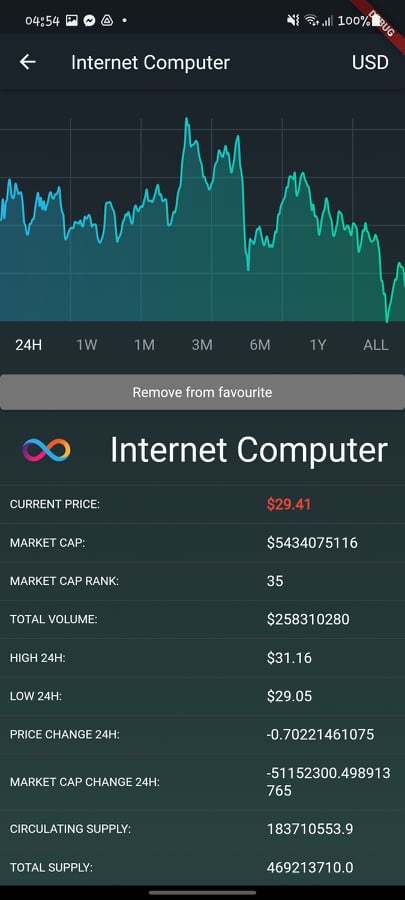 04:54
100%
DEBUG
Internet Computer
USD
24H 1W 1M 3M 6M 1Y ALL
Remove from favourite
Internet Computer
CURRENT PRICE: $29.41
MARKET CAP: $5434075116
MARKET CAP RANK: 35
TOTAL VOLUME: $258310280
HIGH 24H: $31.16
LOW 24H: $29.05
PRICE CHANGE 24H: -0.70221461075
MARKET CAP CHANGE 24H: -51152300.498913
765
CIRCULATING SUPPLY: 183710553.9
TOTAL SUPPLY: 469213710.0